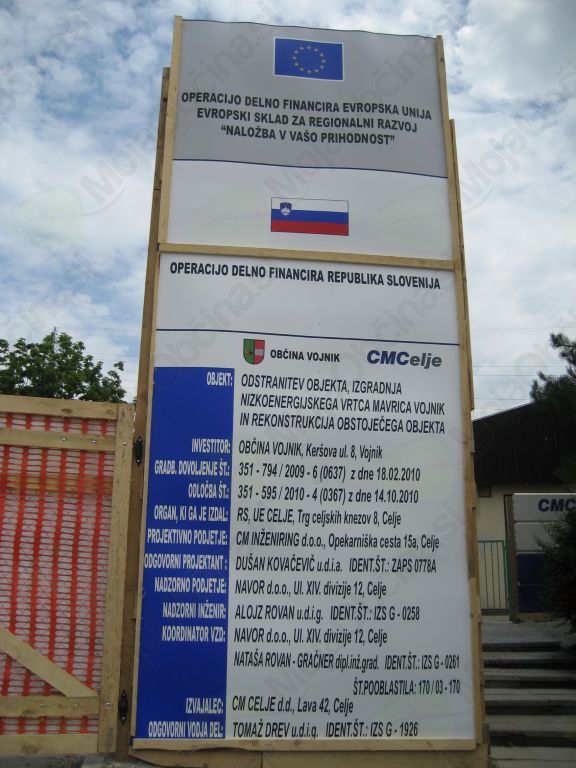 OPERACIJO DELNO FINANCIRA EVROPSKA UNIJA
EVROPSKI SKLAD ZA REGIONALNI RAZVOJ
"NALOŽBA V VAŠO PRIHODNOST"
OPERACIJO DELNO FINANCIRA REPUBLIKA SLOVENIJA
OBČINA VOJNIK CMCelje
OBJEKT: ODSTRANITEV OBJEKTA, IZGRADNJA
NIZKOENERGIJSKEGA VRTCA MAVRICA VOJNIK
IN REKONSTRUKCIJA OBSTOJEČEGA OBJEKTA
INVESTITOR: OBČINA VOJNIK, Keršova ul. 8, Vojnik
GRADB. DOVOLJENJE ŠT.: 351 - 794 / 2009 - 6 (0637) z dne 18.02.2010
ODLOČBA ŠT.: 351 - 595 / 2010 - 4 (0367) z dne 14.10.2010
ORGAN, KI GA JE IZDAL: RS, UE CELJE, Trg celjskih knezov 8, Celje
PROJEKTIVNO PODJETJE: CM INŽENIRING d.o.o., Opekarniška cesta 15a, Celje
ODGOVORNI PROJEKTANT : DUŠAN KOVAČEVIČ u.d.i.a. IDENT.ŠT.: ZAPS 0778A
NADZORNO PODJETJE: NAVOR d.o.o., Ul. XIV. divizije 12, Celje
NADZORNI INŽENIR: ALOJZ ROVAN u.d.i.g. IDENT.ŠT.: IZS G - 0258
KOORDINATOR VZD: NAVOR d.o.o., Ul. XIV. divizije 12, Celje
NATAŠA ROVAN - GRAČNER dipl.inž.grad. IDENT.ŠT.: IZS G - 0261
ŠT.POOBLASTILA: 170 / 03 - 170
IZVAJALEC: CM CELJE d.d., Lava 42, Celje
ODGOVORNI VODJA DEL: TOMAŽ DREV u.d.i.g. IDENT.ŠT.: IZS G - 1926
CMC
MojaObčina.si